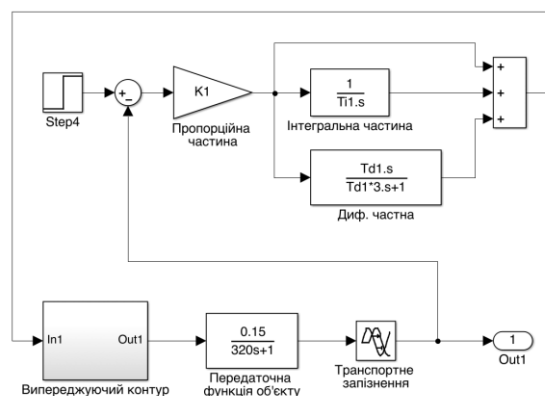 +
−
K1
1
Ti1.s
+
+
+
Step4
Пропорційна
частина
Інтегральна частина
Td1.s
Td1*3.s+1
Диф. частна
In1
Out1
0.15
320s+1
1
Out1
Випереджуючий контур
Передаточна
функція об'єкту
Транспортне
запізнення